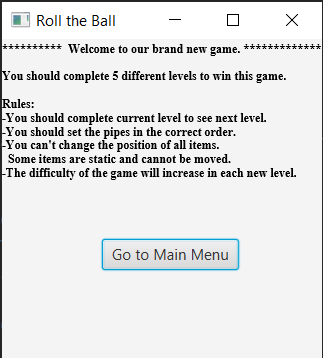 Roll the Ball
********** Welcome to our brand new game. *************
You should complete 5 different levels to win this game.
Rules:
-You should complete current level to see next level.
-You should set the pipes in the correct order.
-You can't change the position of all items.
Some items are static and cannot be moved.
-The difficulty of the game will increase in each new level.
Go to Main Menu